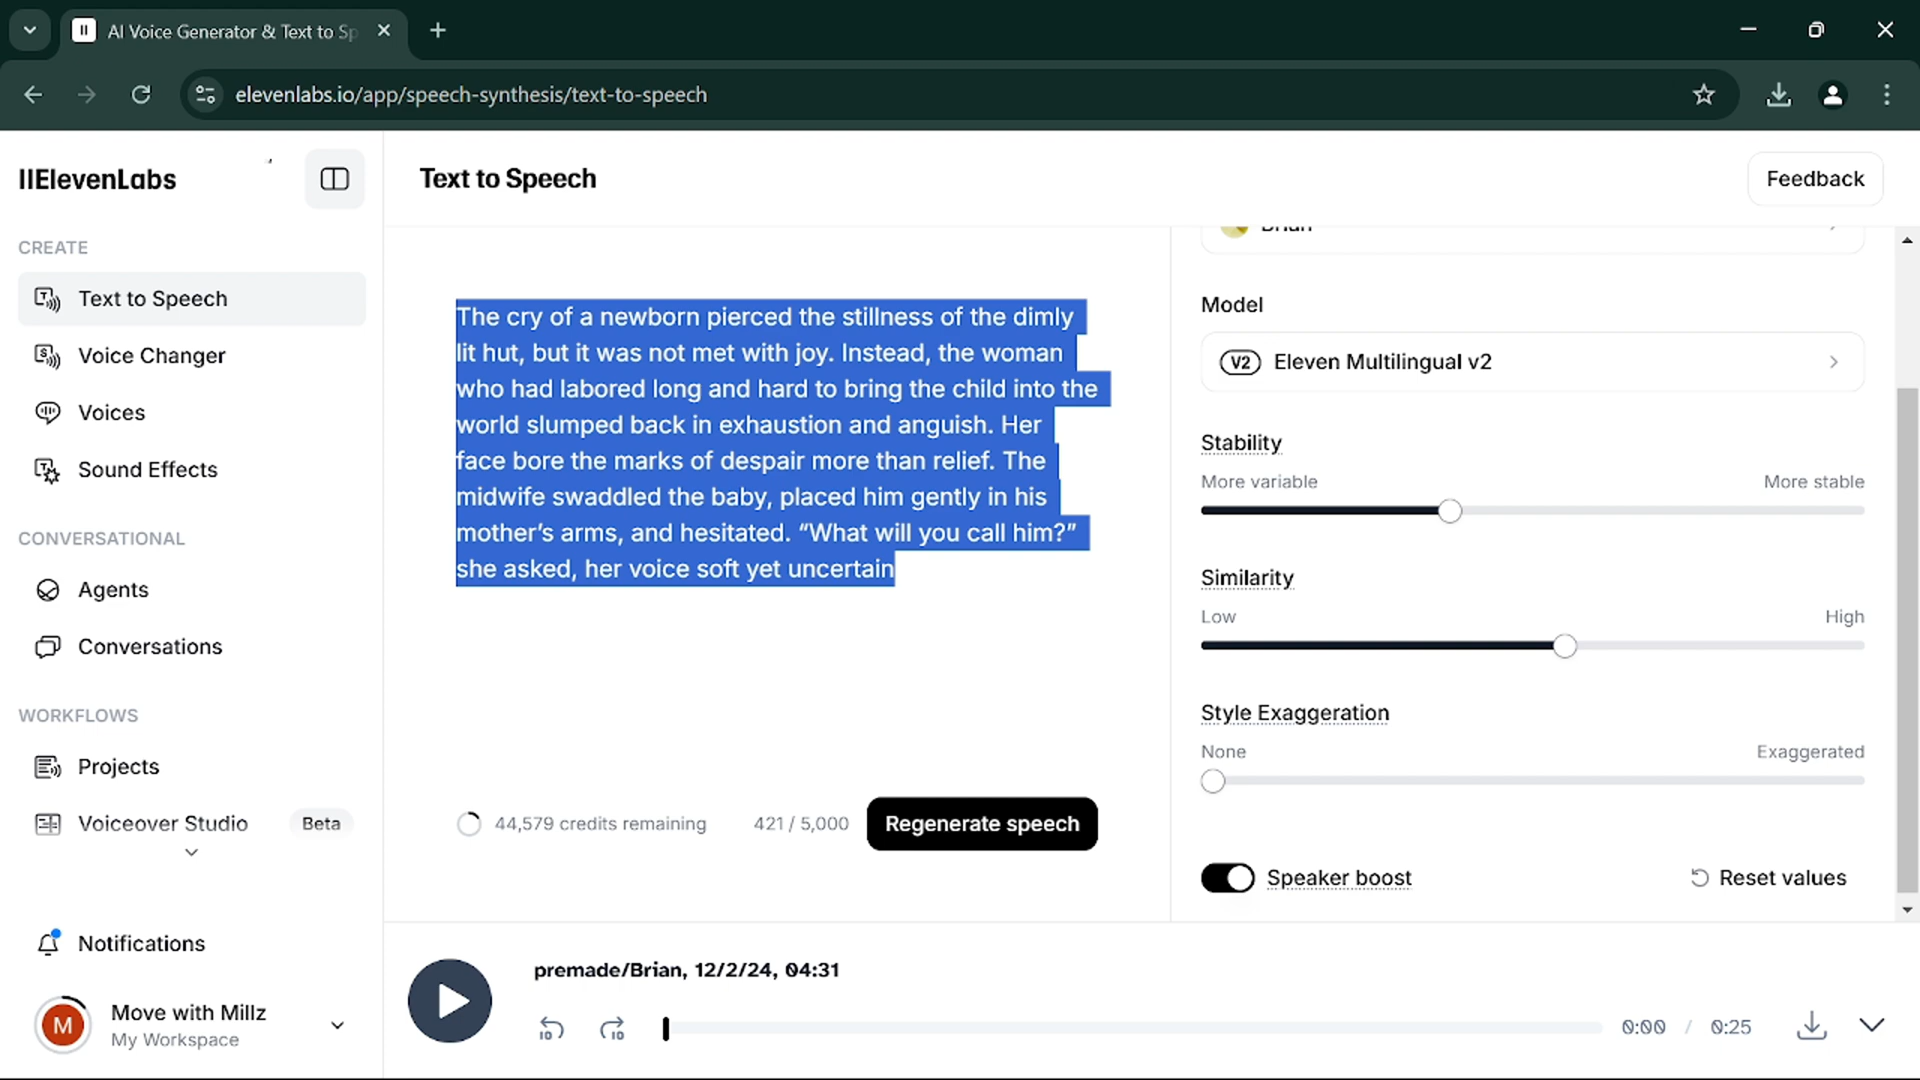 AI Voice Generator & Text to Sp
elevenlabs.io/app/speech-synthesis/text-to-speech
IIElevenLabs
Text to Speech
Feedback
CREATE
Text to Speech
Voice Changer
Voices
Sound Effects
CONVERSATIONAL
Agents
Conversations
WORKFLOWS
Projects
Voiceover Studio Beta
Notifications
M
Move with Millz
My Workspace
The cry of a newborn pierced the stillness of the dimly
lit hut, but it was not met with joy. Instead, the woman
who had labored long and hard to bring the child into the
world slumped back in exhaustion and anguish. Her
face bore the marks of despair more than relief. The
midwife swaddled the baby, placed him gently in his
mother’s arms, and hesitated. “What will you call him?”
she asked, her voice soft yet uncertain
44,579 credits remaining 421 / 5,000 Regenerate speech
Brian
Model
V2 Eleven Multilingual v2
Stability
More variable More stable
Similarity
Low High
Style Exaggeration
None Exaggerated
Speaker boost Reset values
premade/Brian, 12/2/24, 04:31
10 10 0:00 / 0:25